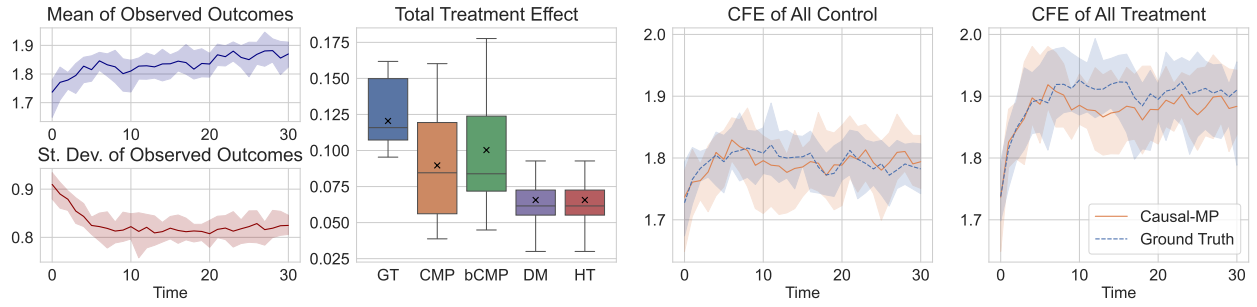 Mean of Observed Outcomes
1.9
1.8
1.7
0 10 20 30
St. Dev. of Observed Outcomes
0.9
0.8
0 10 20 30
Time
Total Treatment Effect
0.175
0.150
0.125
0.100
0.075
0.050
0.025
GT CMP bCMP DM HT
CFE of All Control
2.0
1.9
1.8
1.7
0 10 20 30
Time
CFE of All Treatment
2.0
1.9
1.8
1.7
Causal-MP
Ground Truth
0 10 20 30
Time